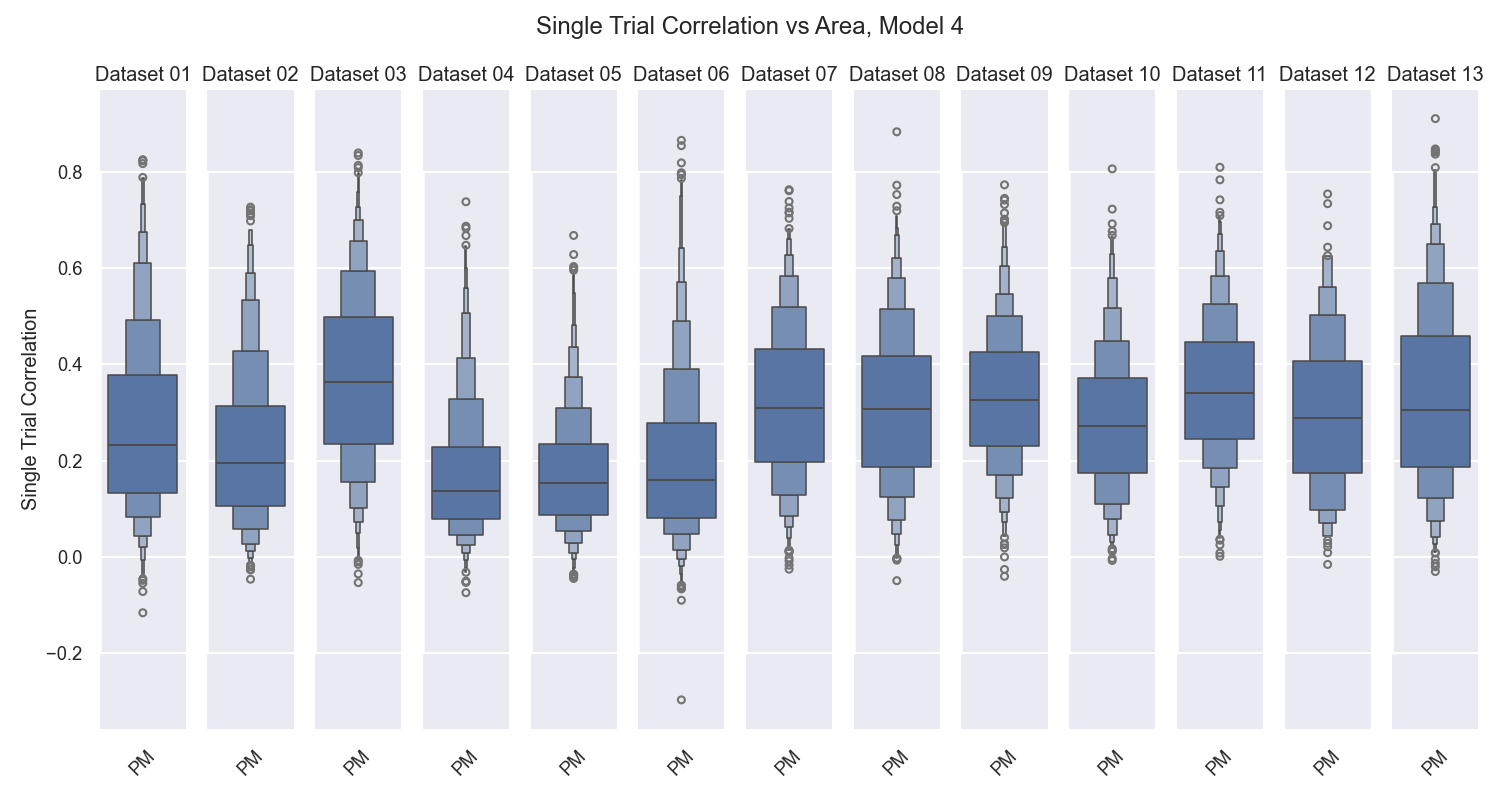 Single Trial Correlation vs Area, Model 4
Dataset 01 Dataset 02 Dataset 03 Dataset 04 Dataset 05 Dataset 06 Dataset 07 Dataset 08 Dataset 09 Dataset 10 Dataset 11 Dataset 12 Dataset 13
Single Trial Correlation
0.8
0.6
0.4
0.2
0.0
−0.2
PM PM PM PM PM PM PM PM PM PM PM PM PM